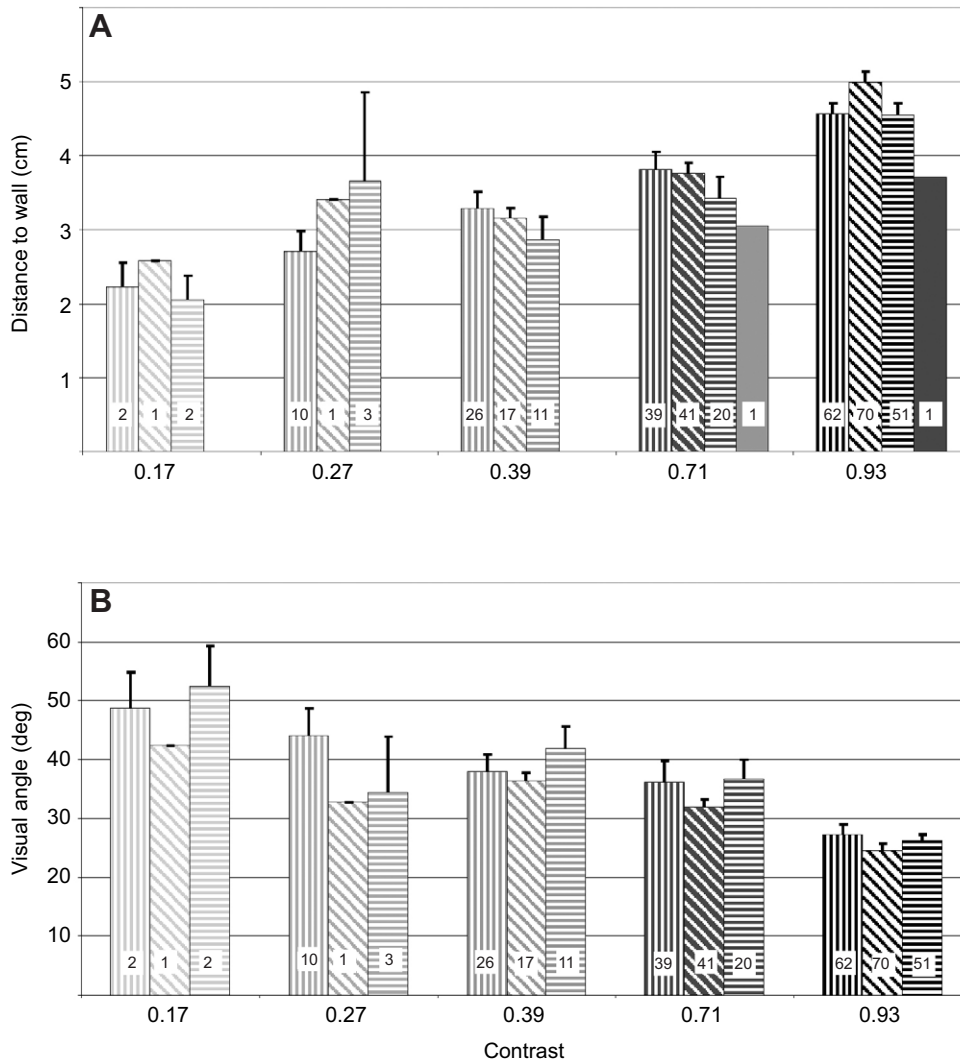 A
Distance to wall (cm)
5
4
3
2
1
2 1 2 10 1 3 26 17 11 39 41 20 1 62 70 51 1
0.17 0.27 0.39 0.71 0.93
B
Visual angle (deg)
60
50
40
30
20
10
2 1 2 10 1 3 26 17 11 39 41 20 62 70 51
0.17 0.27 0.39 0.71 0.93
Contrast